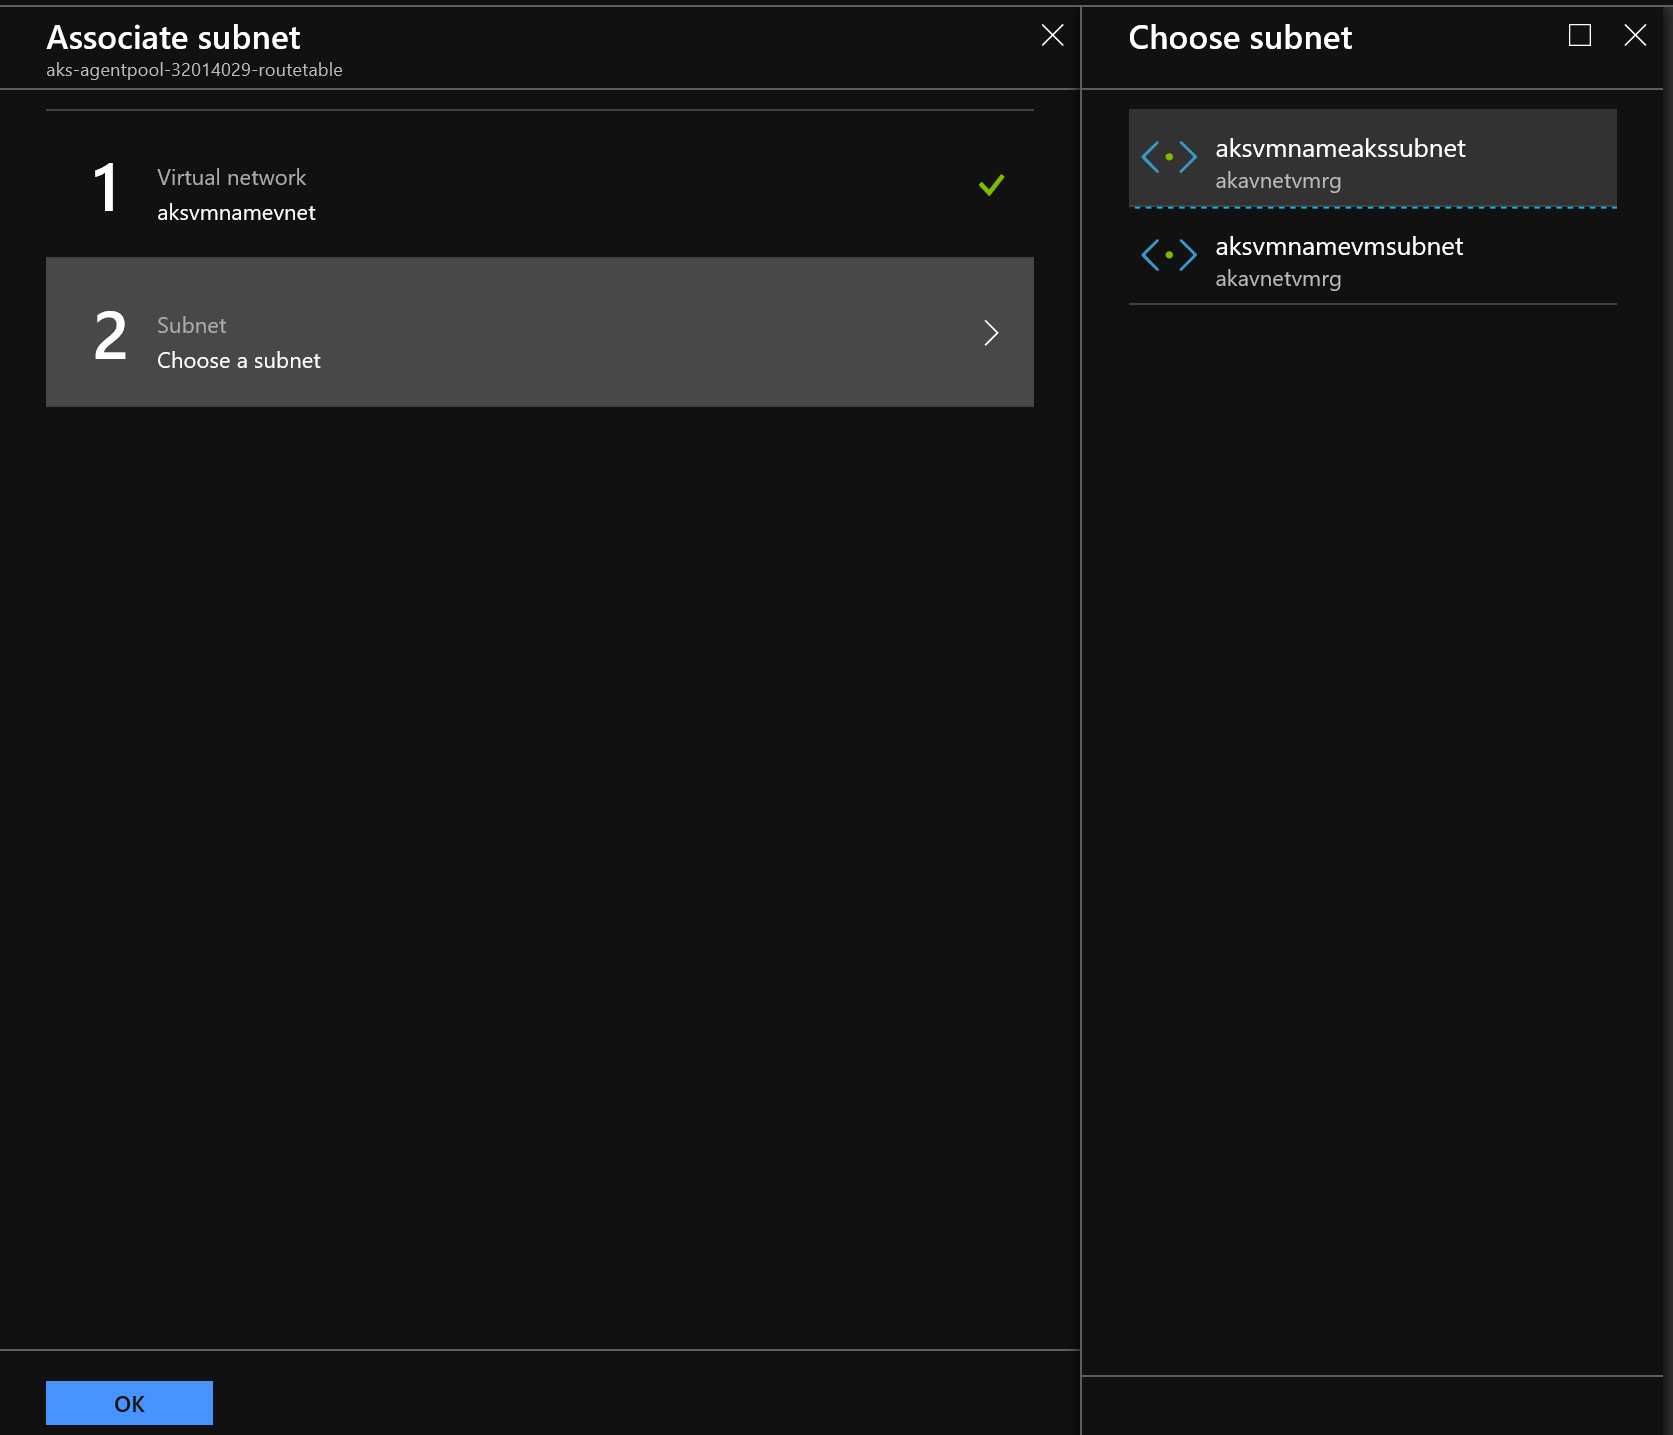 Associate subnet
aks-agentpool-32014029-routetable
1
Virtual network
aksvmnamevnet
2
Subnet
Choose a subnet
OK
Choose subnet
aksvmnameakssubnet
akavnetvmrg
aksvmnamevmsubnet
akavnetvmrg